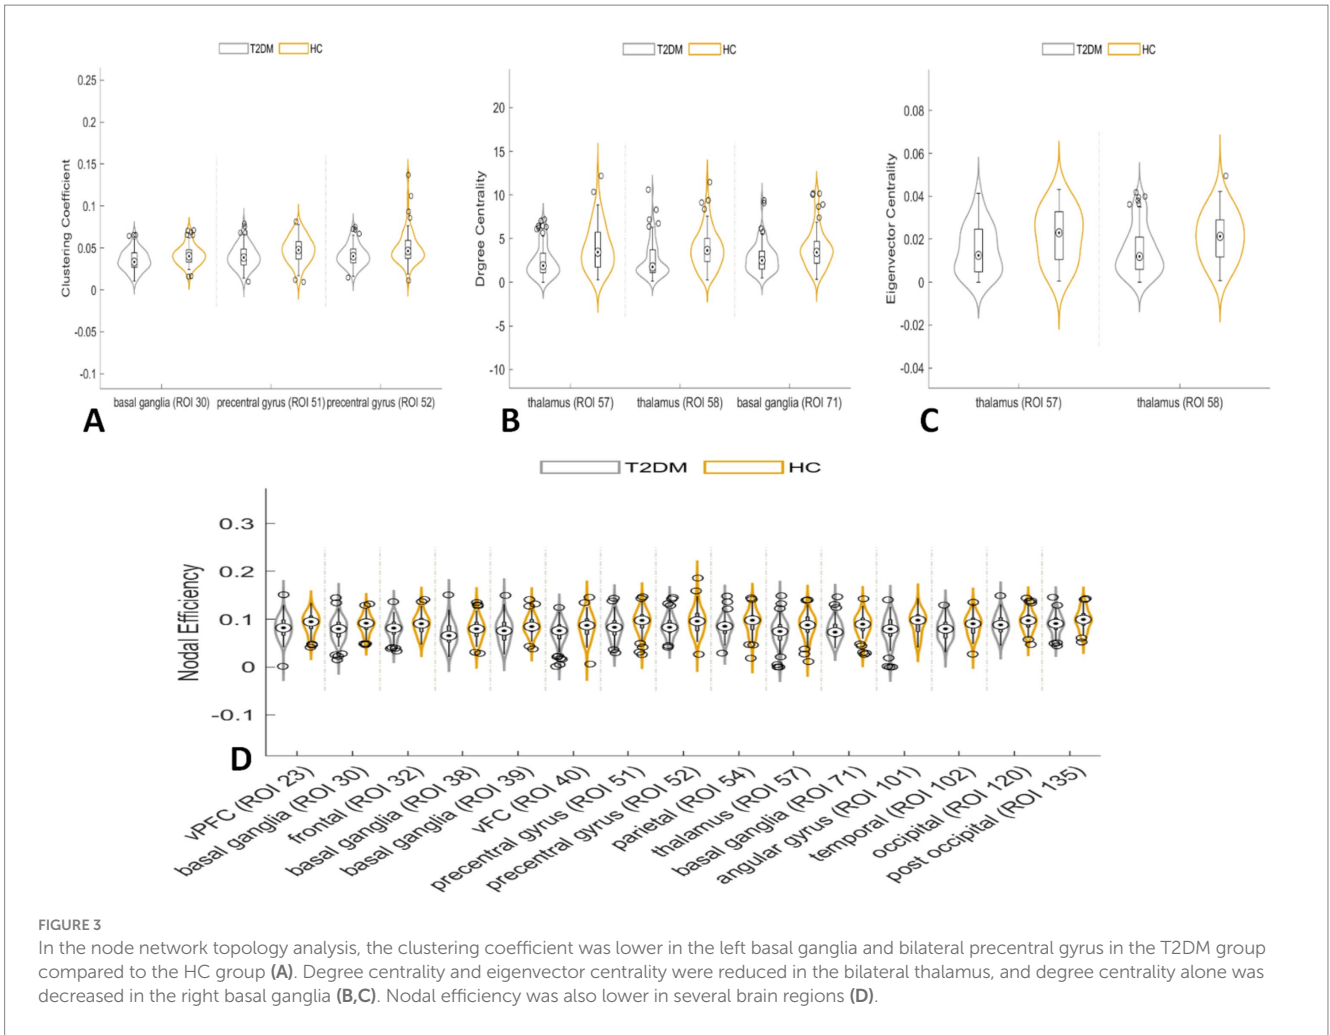 T2DM HC
0.25
0.2
0.15
0.1
0.05
0
-0.05
-0.1
Clustering Coefficient
basal ganglia (ROI 30) precentral gyrus (ROI 51) precentral gyrus (ROI 52)
A
T2DM HC
20
15
10
5
0
-5
-10
Drgree Centrality
thalamus (ROI 57) thalamus (ROI 58) basal ganglia (ROI 71)
B
T2DM HC
0.08
0.06
0.04
0.02
0
-0.02
-0.04
Eigenvector Centrality
thalamus (ROI 57) thalamus (ROI 58)
C
T2DM HC
0.3
0.2
0.1
0
-0.1
Nodal Efficiency
D
vPFC (ROI 23)
basal ganglia (ROI 30)
frontal (ROI 32)
basal ganglia (ROI 38)
basal ganglia (ROI 39)
vFC (ROI 40)
precentral gyrus (ROI 51)
precentral gyrus (ROI 52)
parietal (ROI 54)
thalamus (ROI 57)
basal ganglia (ROI 71)
angular gyrus (ROI 101)
temporal (ROI 102)
occipital (ROI 120)
post occipital (ROI 135)
FIGURE 3
In the node network topology analysis, the clustering coefficient was lower in the left basal ganglia and bilateral precentral gyrus in the T2DM group
compared to the HC group (A). Degree centrality and eigenvector centrality were reduced in the bilateral thalamus, and degree centrality alone was
decreased in the right basal ganglia (B,C). Nodal efficiency was also lower in several brain regions (D).